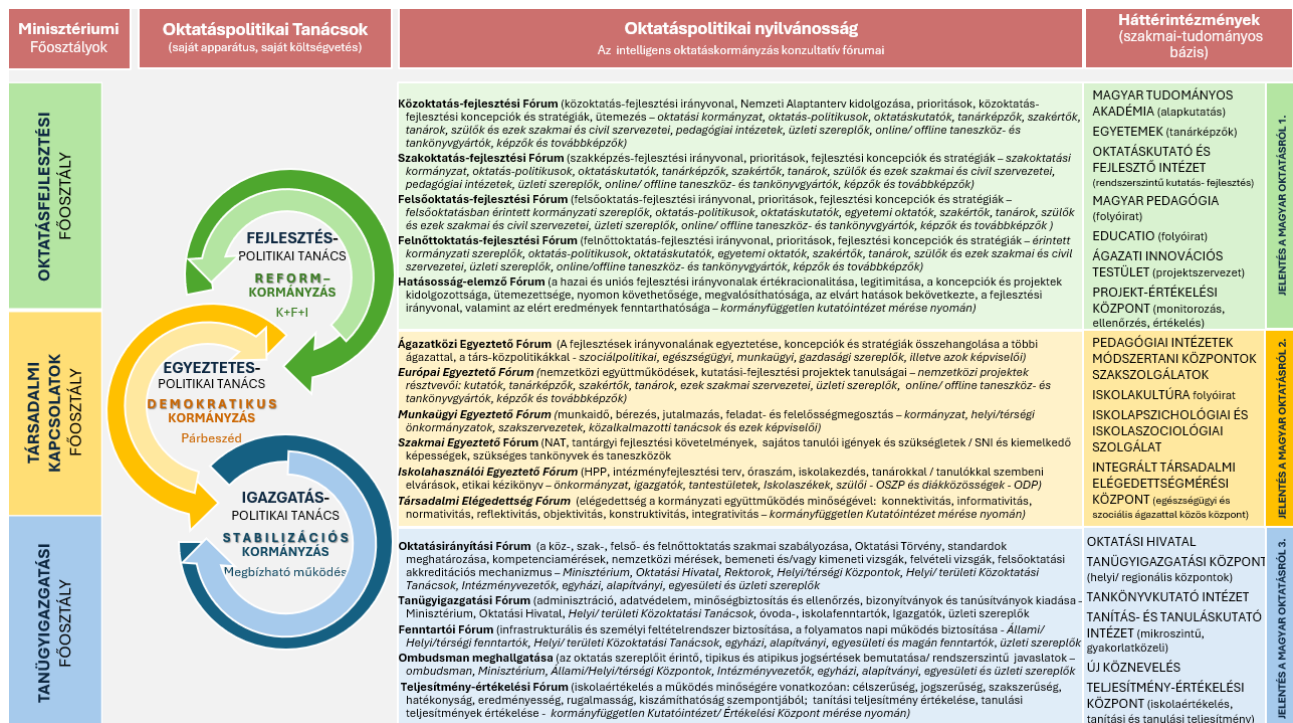 Minisztériumi
Főosztályok
Oktatáspolitikai Tanácsok
(saját apparátus, saját költségvetés)
Oktatáspolitikai nyilvánosság
Az intelligens oktatáskormányzás konzultatív fórumai
Háttérintézmények
(szakmai-tudományos
bázis)
OKTATÁSFEJLESZTÉSI
FŐOSZTÁLY
FEJLESZTÉS-
POLITIKAI TANÁCS
REFORM–
KORMÁNYZÁS
K+F+I
Közoktatás-fejlesztési Fórum (közoktatás-fejlesztési irányvonal, Nemzeti Alaptanterv kidolgozása, prioritások, közoktatás-
fejlesztési koncepciók és stratégiák, ütemezés – oktatási kormányzat, oktatás-politikusok, oktatáskutatók, tanárképzők, szakértők,
tanárok, szülők és ezek szakmai és civil szervezetei, pedagógiai intézetek, üzleti szereplők, online/ offline taneszköz- és
tankönyvgyártók, képzők és továbbképzők)
Szakoktatás-fejlesztési Fórum (szakképzés-fejlesztési irányvonal, prioritások, fejlesztési koncepciók és stratégiák – szakoktatási
kormányzat, oktatás-politikusok, oktatáskutatók, tanárképzők, szakértők, tanárok, szülők és ezek szakmai és civil szervezetei,
pedagógiai intézetek, üzleti szereplők, online/ offline taneszköz- és tankönyvgyártók, képzők és továbbképzők)
Felsőoktatás-fejlesztési Fórum (felsőoktatás-fejlesztési irányvonal, prioritások, fejlesztési koncepciók és stratégiák –
felsőoktatásban érintett kormányzati szereplők, oktatás-politikusok, oktatáskutatók, egyetemi oktatók, szakértők, tanárok, szülők
és ezek szakmai és civil szervezetei, üzleti szereplők, online/ offline taneszköz- és tankönyvgyártók, képzők és továbbképzők )
Felnőttoktatás-fejlesztési Fórum (felnőttoktatás-fejlesztési irányvonal, prioritások, fejlesztési koncepciók és stratégiák – érintett
kormányzati szereplők, oktatás-politikusok, oktatáskutatók, egyetemi oktatók, szakértők, tanárok, szülők és ezek szakmai és civil
szervezetei, üzleti szereplők, online/offline taneszköz- és tankönyvgyártók, képzők és továbbképzők)
Hatásosság-elemző Fórum (a hazai és uniós fejlesztési irányvonalak értékracionalitása, legitimitása, a koncepciók és projektek
kidolgozottsága, ütemezettsége, nyomon követhetősége, megvalósíthatósága, az elvárt hatások bekövetkezte, a fejlesztési
irányvonal, valamint az elért eredmények fenntarthatósága – kormányfüggetlen kutatóintézet mérése nyomán)
MAGYAR TUDOMÁNYOS
AKADÉMIA (alapkutatás)
EGYETEMEK (tanárképzők)
OKTATÁSKUTATÓ ÉS
FEJLESZTŐ INTÉZET
(rendszerszintű kutatás- fejlesztés)
MAGYAR PEDAGÓGIA
(folyóirat)
EDUCATIO (folyóirat)
ÁGAZATI INNOVÁCIÓS
TESTÜLET (projektszervezet)
PROJEKT-ÉRTÉKELÉSI
KÖZPONT (monitorozás,
ellenőrzés, értékelés)
JELENTÉS A MAGYAR OKTATÁSRÓL 1.
TÁRSADALMI
KAPCSOLATOK
FŐOSZTÁLY
EGYEZTETES-
POLITIKAI TANÁCS
DEMOKRATIKUS
KORMÁNYZÁS
Párbeszéd
Ágazatközi Egyeztető Fórum (A fejlesztések irányvonalának egyeztetése, koncepciók és stratégiák összehangolása a többi
ágazattal, a társ-közpolitikákkal - szociálpolitikai, egészségügyi, munkaügyi, gazdasági szereplők, illetve azok képviselői)
Európai Egyeztető Fórum (nemzetközi együttműködések, kutatási-fejlesztési projektek tanulságai – nemzetközi projektek
résztvevői: kutatók, tanárképzők, szakértők, tanárok, ezek szakmai szervezetei, üzleti szereplők, online/ offline taneszköz- és
tankönyvgyártók, képzők és továbbképzők)
Munkaügyi Egyeztető Fórum (munkaidő, bérezés, jutalmazás, feladat- és felelősségmegosztás – kormányzat, helyi/térségi
önkormányzatok, szakszervezetek, közalkalmazotti tanácsok és ezek képviselői)
Szakmai Egyeztető Fórum (NAT, tantárgyi fejlesztési követelmények, sajátos tanulói igények és szükségletek / SNI és kiemelkedő
képességek, szükséges tankönyvek és taneszközök
Iskolahasználói Egyeztető Fórum (HPP, intézményfejlesztési terv, óraszám, iskolakezdés, tanárokkal / tanulókkal szembeni
elvárások, etikai kézikönyv – önkormányzat, igazgatók, tantestületek, Iskolaszékek, szülői - OSZP és diákközösségek - ODP)
Társadalmi Elégedettség Fórum (elégedettség a kormányzati együttműködés minőségével: konnektivitás, informativitás,
normativitás, reflektivitás, objektivitás, konstruktivitás, integrativitás – kormányfüggetlen Kutatóintézet mérése nyomán)
PEDAGÓGIAI INTÉZETEK
MÓDSZERTANI KÖZPONTOK
SZAKSZOLGÁLATOK
ISKOLAKULTÚRA folyóirat
ISKOLAPSZICHOLÓGIAI ÉS
ISKOLASZOCIOLÓGIAI
SZOLGÁLAT
INTEGRÁLT TÁRSADALMI
ELÉGEDETTSÉGMÉRÉSI
KÖZPONT (egészségügyi és
szociális ágazattal közös központ)
JELENTÉS A MAGYAR OKTATÁSRÓL 2.
TANÜGYIGAZGATÁSI
FŐOSZTÁLY
IGAZGATÁS-
POLITIKAI TANÁCS
STABILIZÁCIÓS
KORMÁNYZÁS
Megbízható működés
Oktatásirányítási Fórum (a köz-, szak-, felső- és felnőttoktatás szakmai szabályozása, Oktatási Törvény, standardok
meghatározása, kompetenciamérések, nemzetközi mérések, bemeneti és/vagy kimeneti vizsgák, felvételi vizsgák, felsőoktatási
akkreditációs mechanizmus – Minisztérium, Oktatási Hivatal, Rektorok, Helyi/térségi Központok, Helyi/ területi Közoktatási
Tanácsok, Intézményvezetők, egyházi, alapítványi, egyesületi és üzleti szereplők
Tanügyigazgatási Fórum (adminisztráció, adatvédelem, minőségbiztosítás és ellenőrzés, bizonyítványok és tanúsítványok kiadása -
Minisztérium, Oktatási Hivatal, Helyi/ területi Közoktatási Tanácsok, óvoda-, iskolafenntartók, Igazgatók, üzleti szereplők
Fenntartói Fórum (infrastrukturális és személyi feltételrendszer biztosítása, a folyamatos napi működés biztosítása - Állami/
Helyi/térségi fenntartók, Helyi/ területi Közoktatási Tanácsok, egyházi, alapítványi, egyesületi és magán fenntartók, üzleti szereplők
Ombudsman meghallgatása (az oktatás szereplőit érintő, tipikus és atipikus jogsértések bemutatása/ rendszerszintű javaslatok –
ombudsman, Minisztérium, Állami/Helyi/térségi Központok, Intézményvezetők, egyházi, alapítványi, egyesületi és üzleti szereplők
Teljesítmény-értékelési Fórum (iskolaértékelés a működés minőségére vonatkozóan: célszerűség, jogszerűség, szakszerűség,
hatékonyság, eredményesség, rugalmasság, kiszámíthatóság szempontjából; tanítási teljesítmény értékelése, tanulási
teljesítmények értékelése - kormányfüggetlen Kutatóintézet/ Értékelési Központ mérése nyomán)
OKTATÁSI HIVATAL
TANÜGYIGAZGATÁSI KÖZPONT
(helyi/ regionális központok)
TANKÖNYVKUTATÓ INTÉZET
TANÍTÁS- ÉS TANULÁSKUTATÓ
INTÉZET (mikroszintű,
gyakorlatközeli)
ÚJ KÖZNEVELÉS
TELJESÍTMÉNY-ÉRTÉKELÉSI
KÖZPONT (iskolaértékelés,
tanítási és tanulási teljesítmény)
JELENTÉS A MAGYAR OKTATÁSRÓL 3.